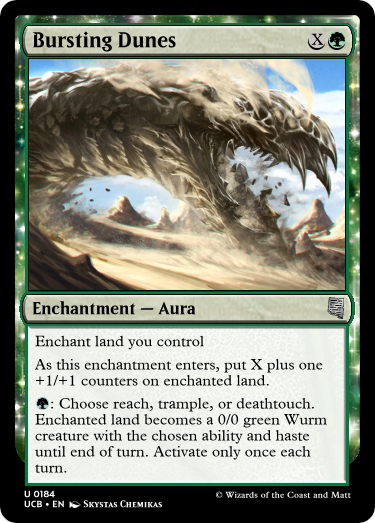 Bursting Dunes X
Enchantment — Aura
Enchant land you control
As this enchantment enters, put X plus one
+1/+1 counters on enchanted land.
: Choose reach, trample, or deathtouch.
Enchanted land becomes a 0/0 green Wurm
creature with the chosen ability and haste
until end of turn. Activate only once each
turn.
U 0184
UCB • EN Skystas Chemikas © Wizards of the Coast and Matt